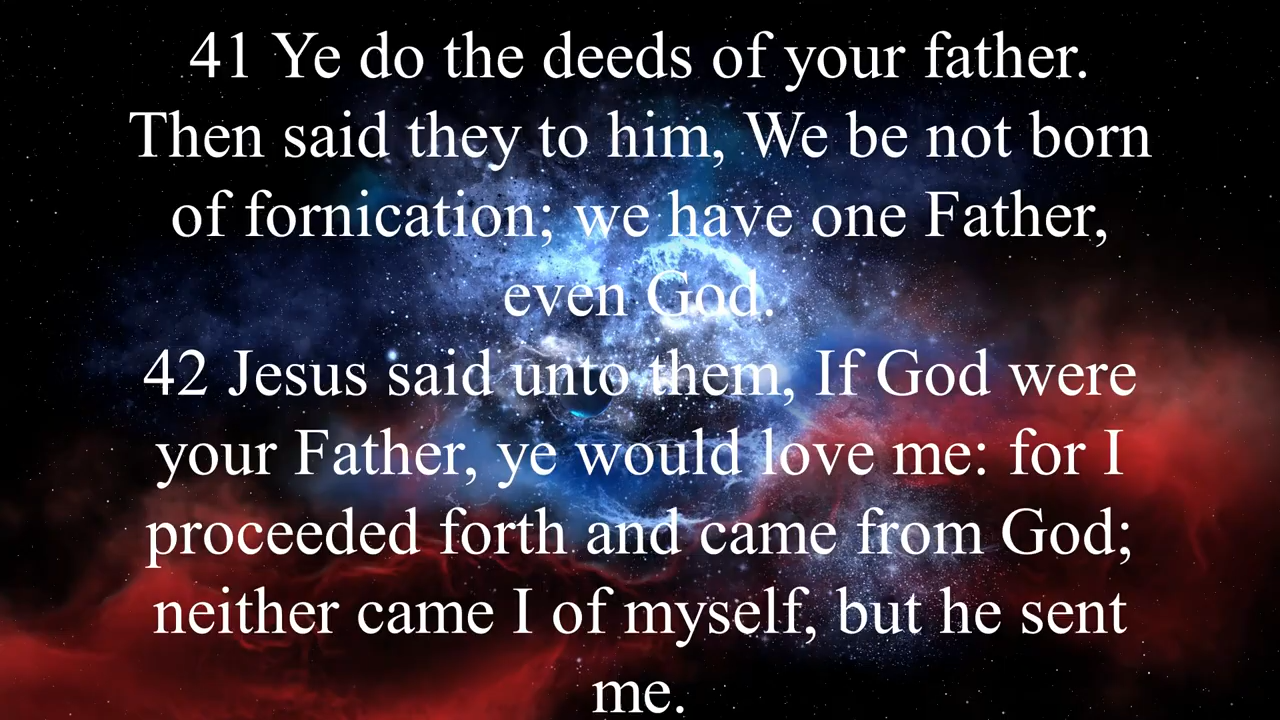 41 Ye do the deeds of your father.
Then said they to him, We be not born
of fornication; we have one Father,
even God.
42 Jesus said unto them, If God were
your Father, ye would love me: for I
proceeded forth and came from God;
neither came I of myself, but he sent
me.